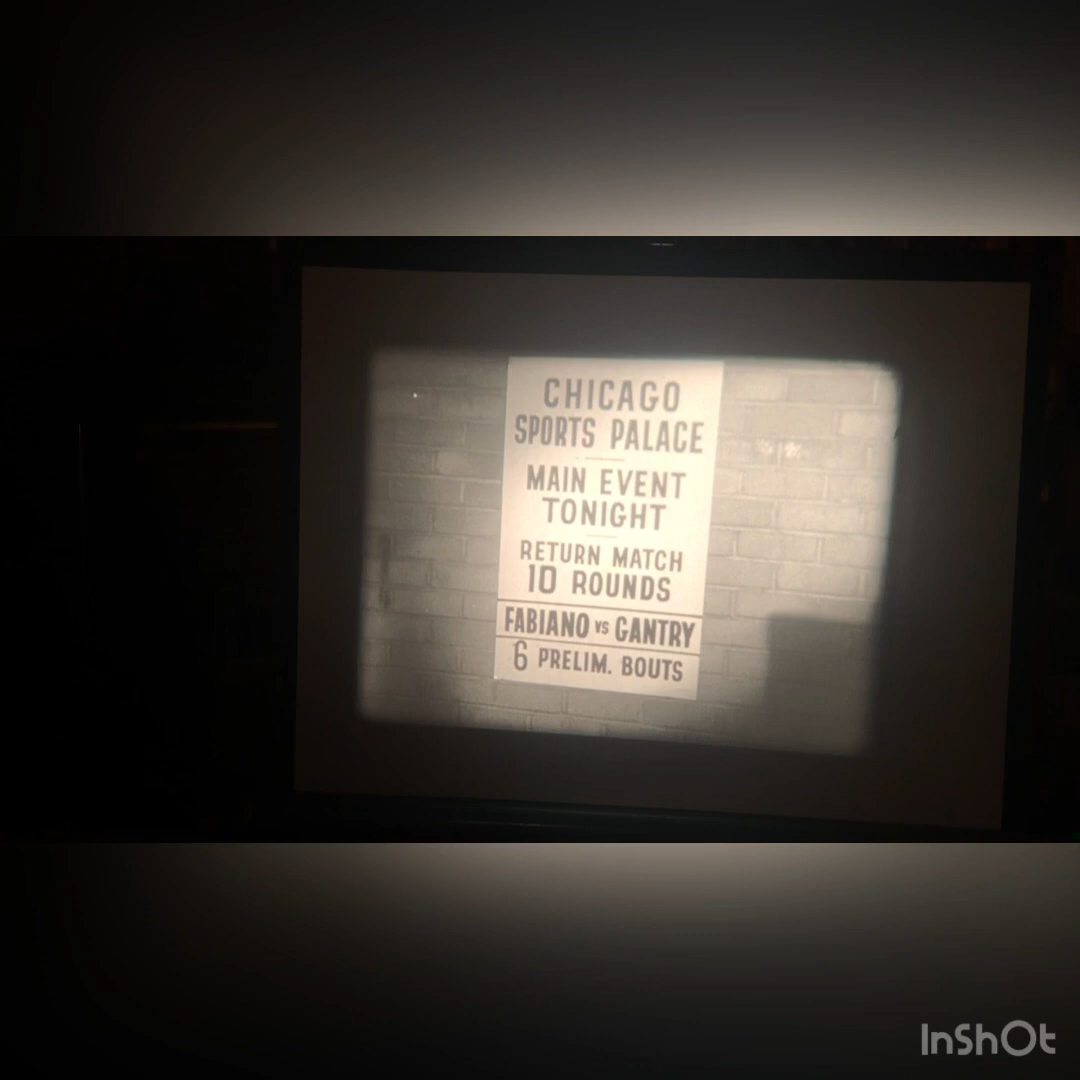 CHICAGO
SPORTS PALACE
MAIN EVENT
TONIGHT
RETURN MATCH
10 ROUNDS
FABIANO VS GANTRY
6 PRELIM. BOUTS
InShOt